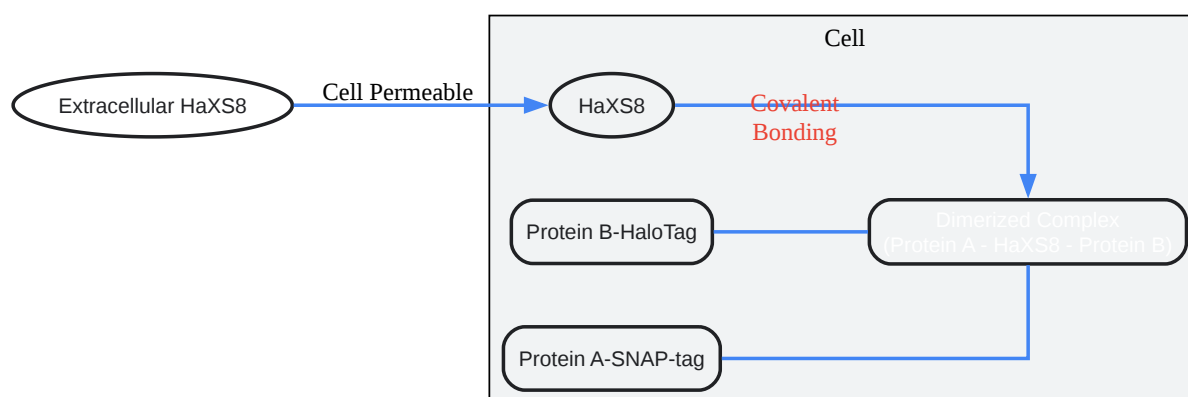 Cell
Extracellular HaXS8
Cell Permeable
HaXS8
Covalent
Bonding
Protein B-HaloTag
Dimerized Complex
(Protein A - HaXS8 - Protein B)
Protein A-SNAP-tag